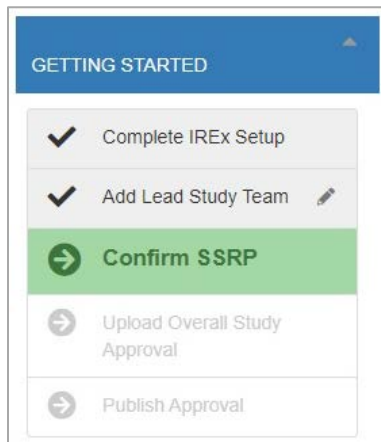 GETTING STARTED
Complete IREx Setup
Add Lead Study Team
Confirm SSRP
Upload Overall Study
Approval
Publish Approval